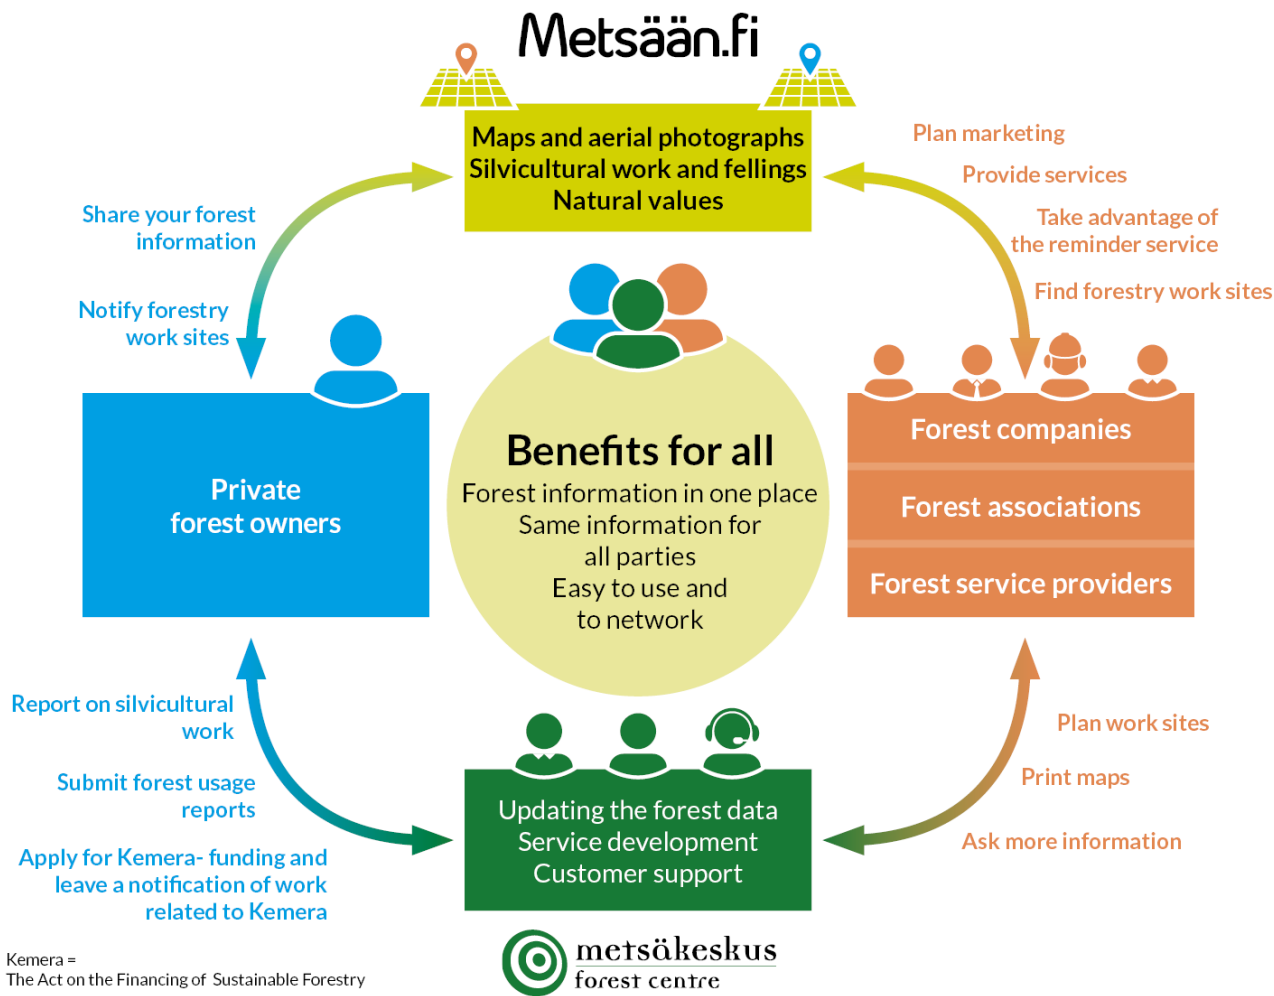 Metsään.fi
Maps and aerial photographs
Silvicultural work and fellings
Natural values
Share your forest
information
Notify forestry
work sites
Plan marketing
Provide services
Take advantage of
the reminder service
Find forestry work sites
Private
forest owners
Benefits for all
Forest information in one place
Same information for
all parties
Easy to use and
to network
Forest companies
Forest associations
Forest service providers
Report on silvicultural
work
Submit forest usage
reports
Apply for Kemera- funding and
leave a notification of work
related to Kemera
Updating the forest data
Service development
Customer support
Plan work sites
Print maps
Ask more information
Kemera =
The Act on the Financing of Sustainable Forestry
metsäkeskus
forest centre